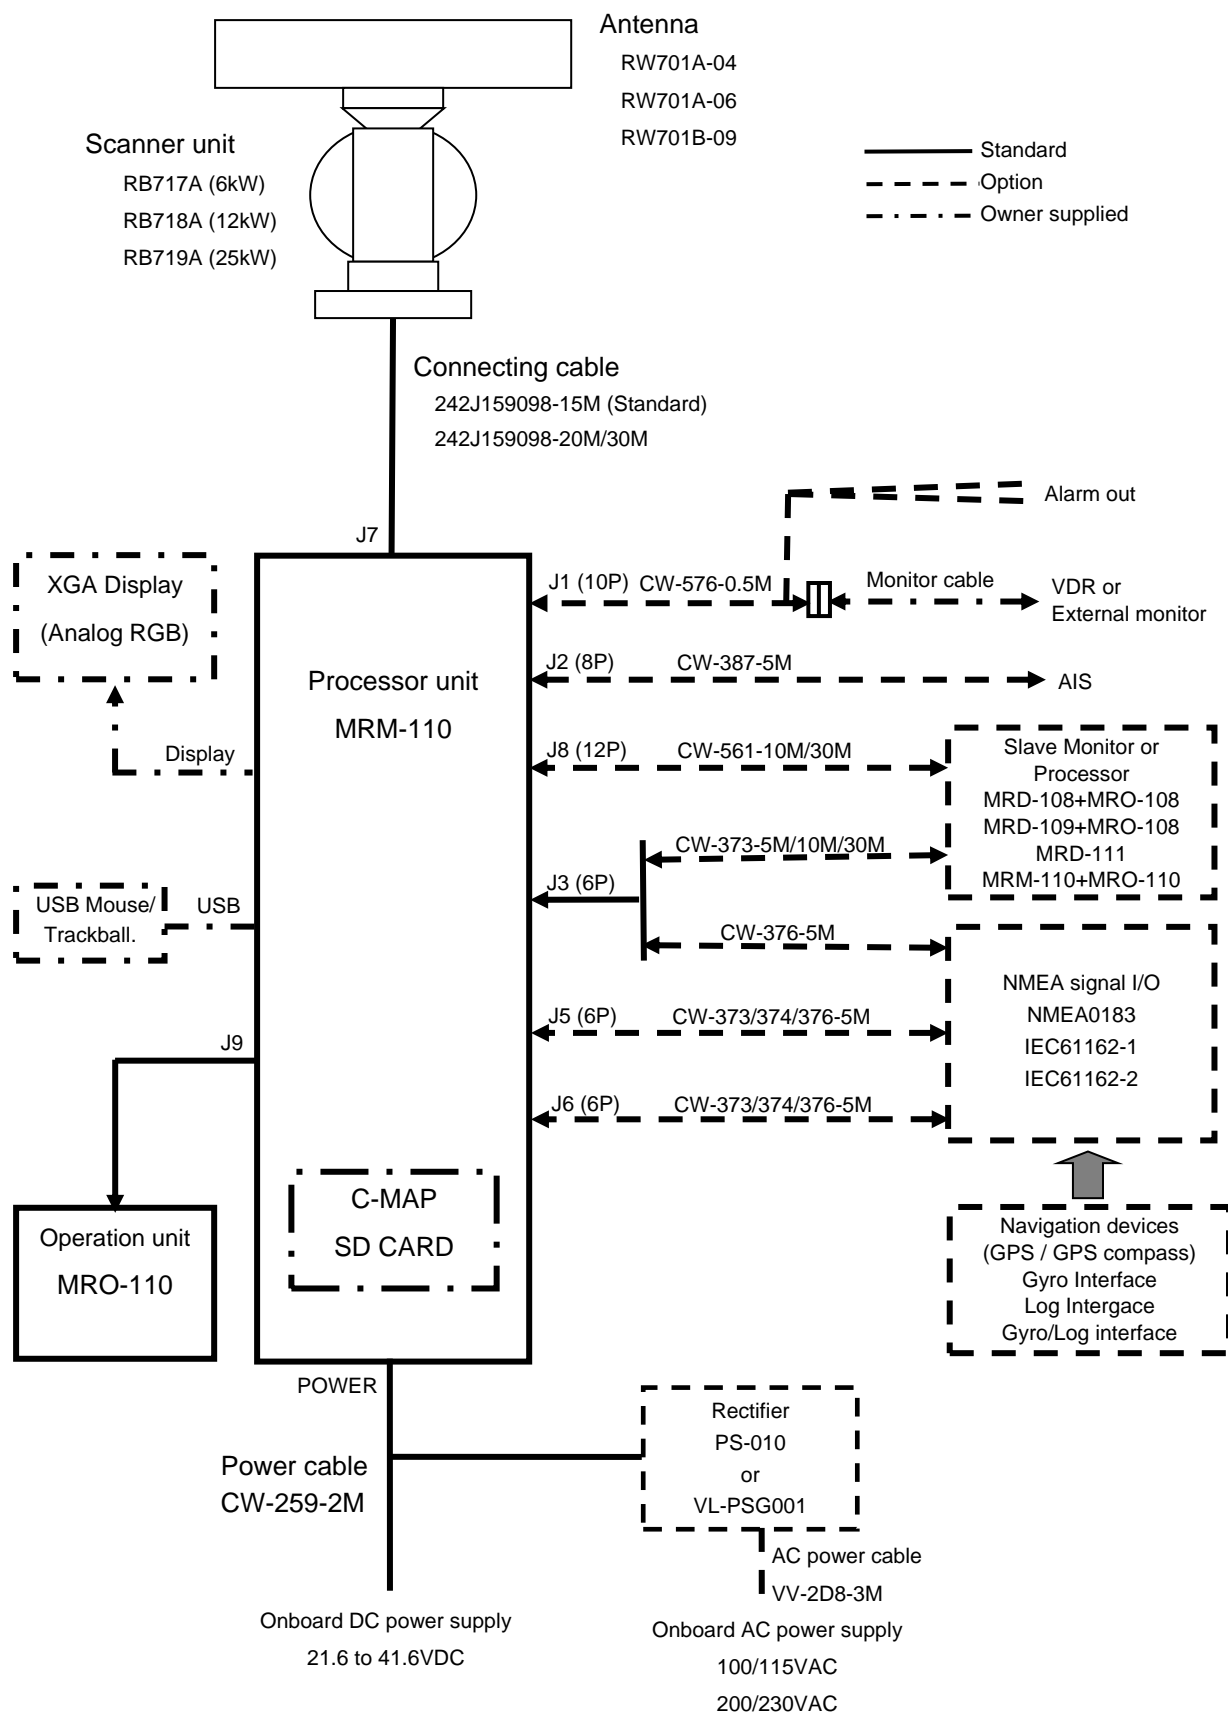 Antenna
RW701A-04
RW701A-06
RW701B-09
Scanner unit
RB717A (6kW)
RB718A (12kW)
RB719A (25kW)
Standard
Option
Owner supplied
Connecting cable
242J159098-15M (Standard)
242J159098-20M/30M
J7
Alarm out
XGA Display
(Analog RGB)
J1 (10P) CW-576-0.5M
Monitor cable
VDR or
External monitor
J2 (8P) CW-387-5M
AIS
Processor unit
MRM-110
Display
J8 (12P) CW-561-10M/30M
Slave Monitor or
Processor
MRD-108+MRO-108
MRD-109+MRO-108
MRD-111
MRM-110+MRO-110
CW-373-5M/10M/30M
J3 (6P)
CW-376-5M
USB Mouse/
Trackball.
USB
NMEA signal I/O
NMEA0183
IEC61162-1
IEC61162-2
J5 (6P) CW-373/374/376-5M
J9
J6 (6P) CW-373/374/376-5M
C-MAP
SD CARD
Operation unit
MRO-110
Navigation devices
(GPS / GPS compass)
Gyro Interface
Log Intergace
Gyro/Log interface
POWER
Rectifier
PS-010
or
VL-PSG001
Power cable
CW-259-2M
AC power cable
VV-2D8-3M
Onboard DC power supply
21.6 to 41.6VDC
Onboard AC power supply
100/115VAC
200/230VAC